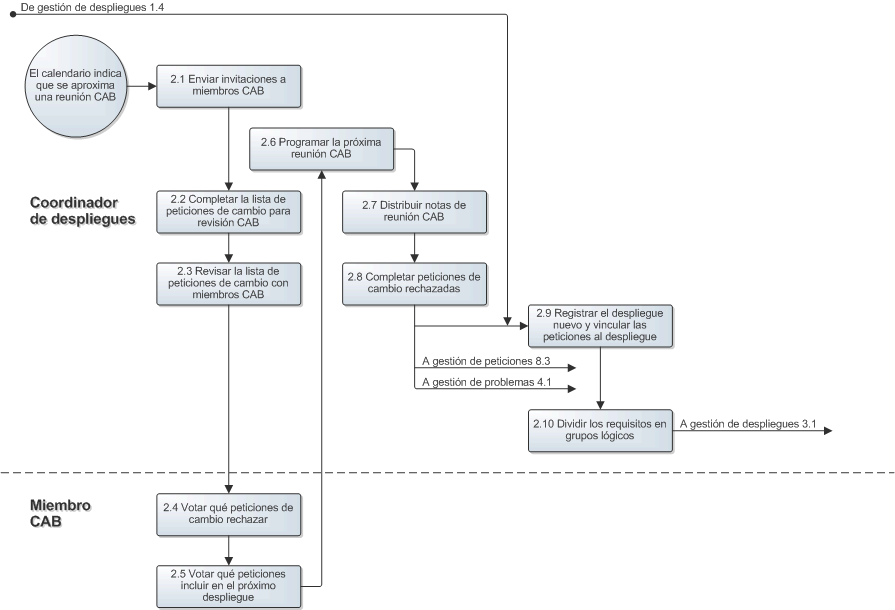 De gestión de despliegues 1.4
El calendario indica
que se aproxima
una reunión CAB
2.1 Enviar invitaciones a
miembros CAB
2.6 Programar la próxima
reunión CAB
Coordinador
de despliegues
2.2 Completar la lista de
peticiones de cambio para
revisión CAB
2.7 Distribuir notas de
reunión CAB
2.3 Revisar la lista de
peticiones de cambio con
miembros CAB
2.8 Completar peticiones de
cambio rechazadas
2.9 Registrar el despliegue
nuevo y vincular las
peticiones al despliegue
A gestión de peticiones 8.3
A gestión de problemas 4.1
2.10 Dividir los requisitos en
grupos lógicos
A gestión de despliegues 3.1
Miembro
CAB
2.4 Votar qué peticiones de
cambio rechazar
2.5 Votar qué peticiones
incluir en el próximo
despliegue